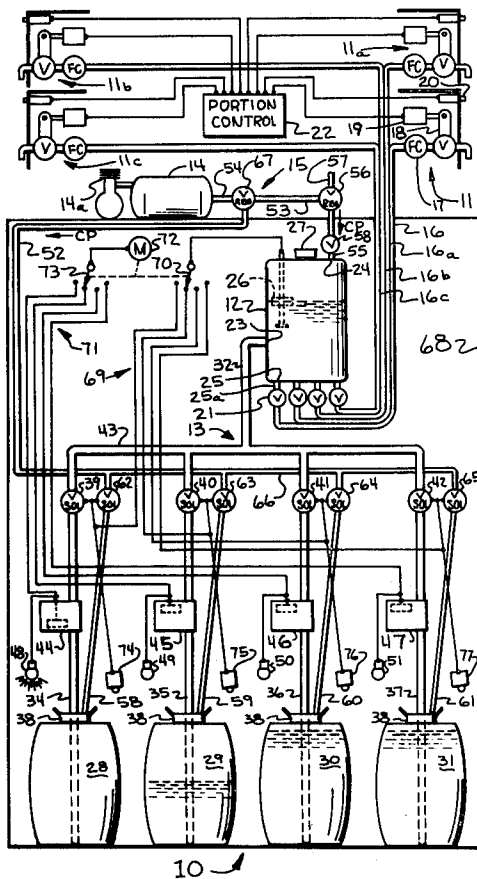 11b 11a
V FC FC V
20
PORTION
CONTROL
22
19 18
V FC FC V
11c 17 11
14 54 67 15 57 56
14a V REG V REG
53 16
CP CP 58 16a
52 M 72 27 V 55 16b
73 70 26 24 16c
12
23 68
71 69 32 25
25a
21 V V V V
13
43
39 62 40 63 41 64 42 65
V SOL V SOL V SOL V SOL V SOL V SOL V SOL V SOL
66
48 44 74 49 45 75 50 46 76 51 47 77
34 58 35 59 36 60 37 61
38 38 38 38
28 29 30 31
10